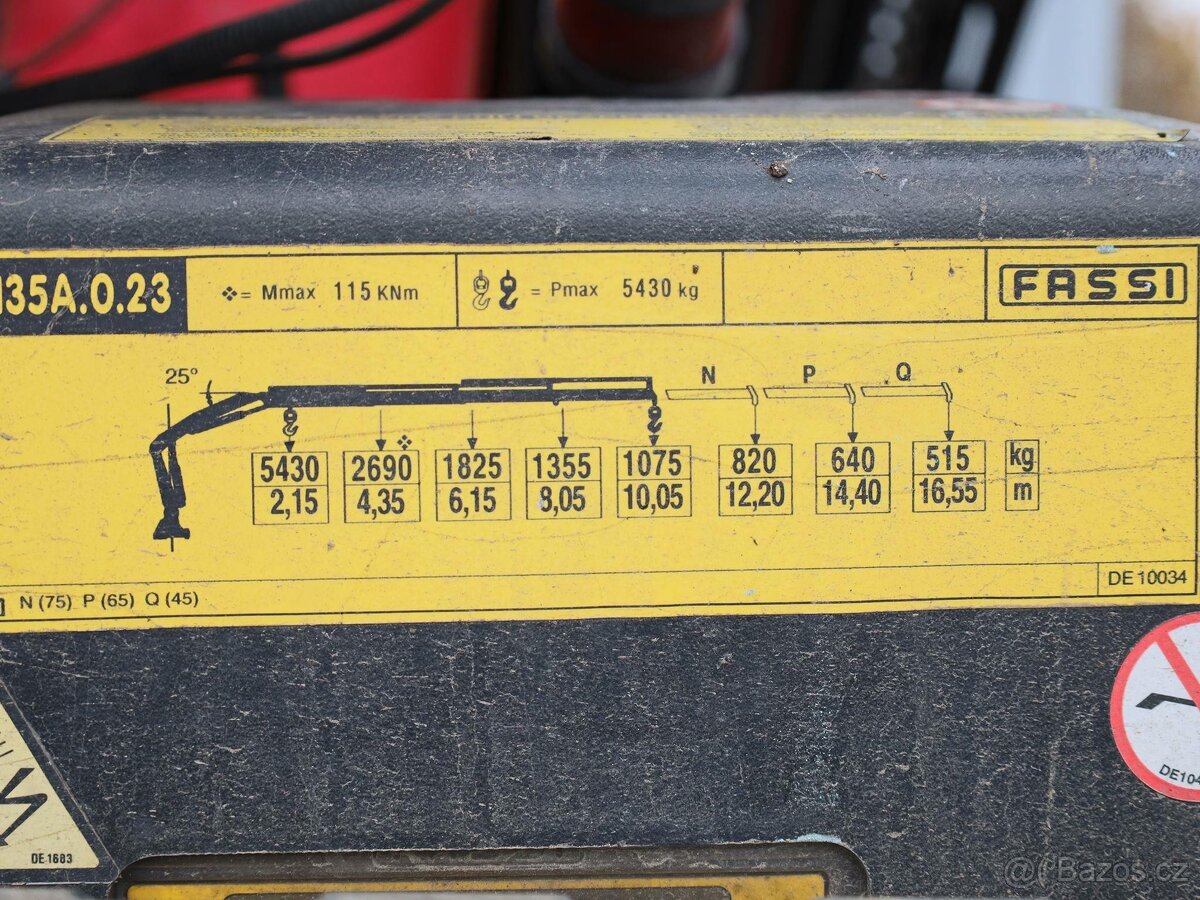 135A.0.23
= Mmax 115 KNm
= Pmax 5430 kg
FASSI
25°
N P Q
5430 2690 1825 1355 1075 820 640 515 kg
2,15 4,35 6,15 8,05 10,05 12,20 14,40 16,55 m
N (75) P (65) Q (45)
DE 10034
DE104
DE 1683
@ Bazos.cz